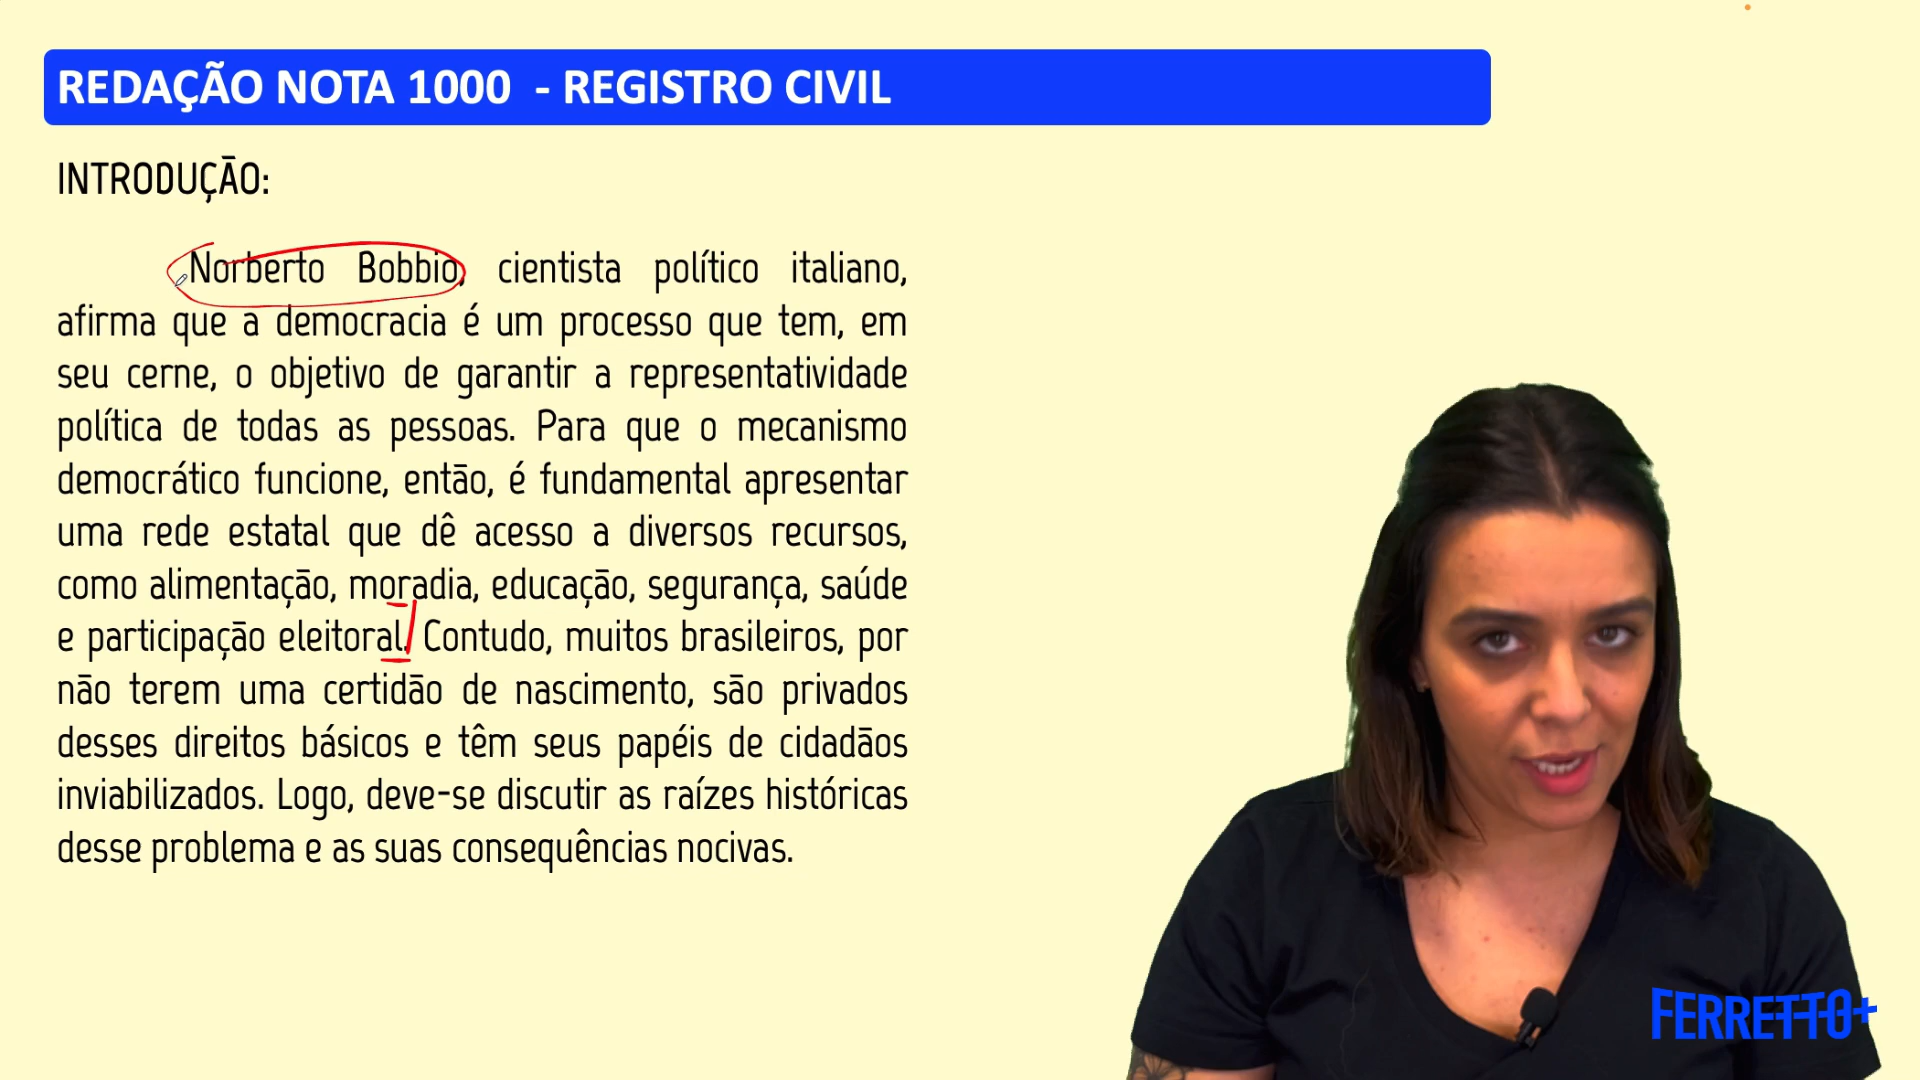 REDAÇÃO NOTA 1000 - REGISTRO CIVIL
INTRODUÇÃO:
Norberto Bobbio, cientista político italiano,
afirma que a democracia é um processo que tem, em
seu cerne, o objetivo de garantir a representatividade
política de todas as pessoas. Para que o mecanismo
democrático funcione, então, é fundamental apresentar
uma rede estatal que dê acesso a diversos recursos,
como alimentação, moradia, educação, segurança, saúde
e participação eleitoral. Contudo, muitos brasileiros, por
não terem uma certidão de nascimento, são privados
desses direitos básicos e têm seus papéis de cidadãos
inviabilizados. Logo, deve-se discutir as raízes históricas
desse problema e as suas consequências nocivas.
FERRETTO+